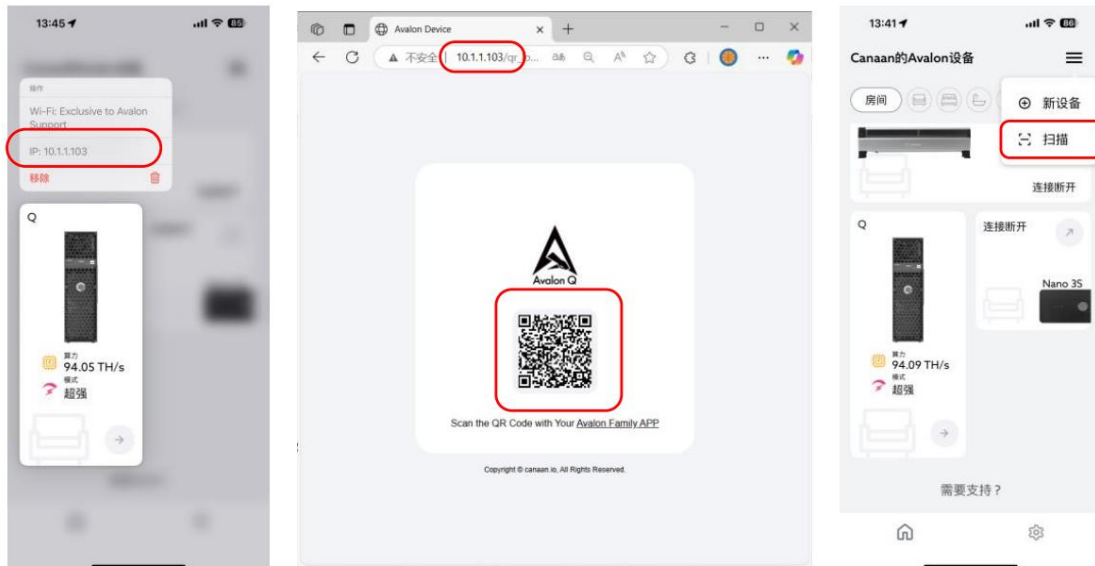 13:45
85
操作
Wi-Fi: Exclusive to Avalon
Support
IP: 10.1.1.103
移除
Q
算力
94.05 TH/s
模式
超强
Avalon Device
不安全
10.1.1.103/qr_
Avalon Q
Scan the QR Code with Your Avalon Family APP
Copyright © canaan.io, All Rights Reserved.
13:41
86
Canaan的Avalon设备
房间
新设备
扫描
连接断开
Q
连接断开
Nano 3S
算力
94.09 TH/s
模式
超强
需要支持？